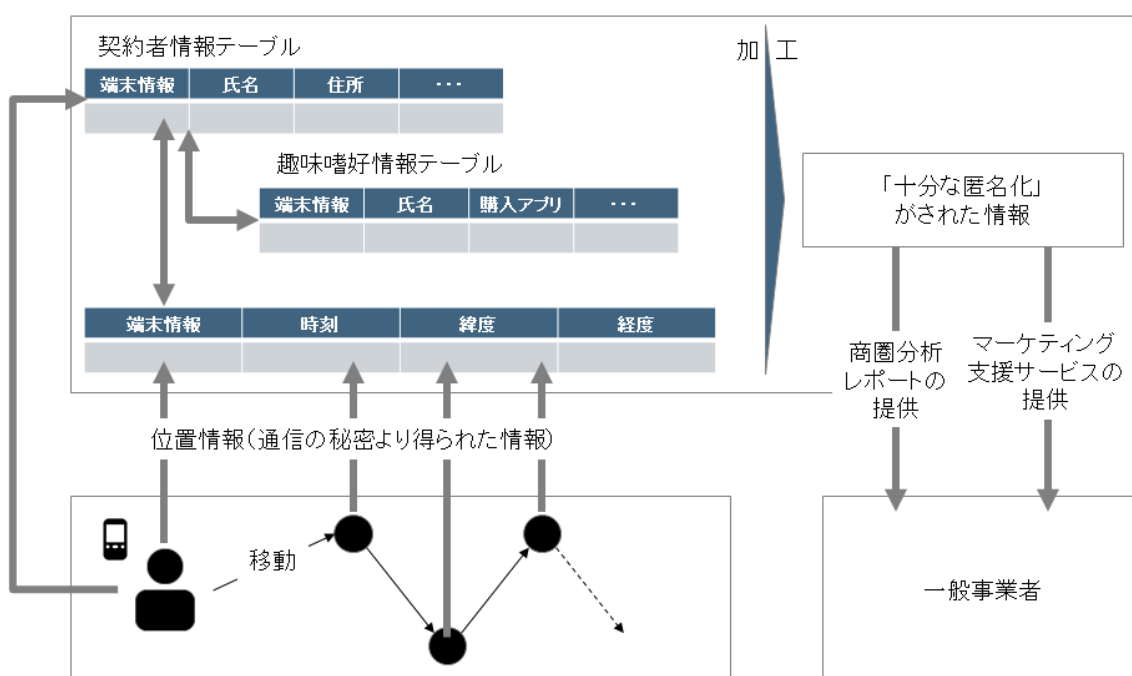 契約者情報テーブル
加工
端末情報 氏名 住所 ･･･
趣味嗜好情報テーブル
端末情報 氏名 購入アプリ ･･･
「十分な匿名化」
がされた情報
端末情報 時刻 緯度 経度
商圏分析
レポートの
提供
マーケティング
支援サービスの
提供
位置情報(通信の秘密より得られた情報)
移動
一般事業者